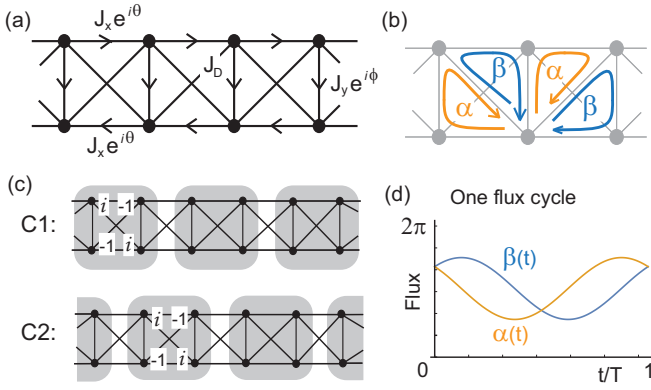 (a)
J_x e^{iθ}
J_D
J_y e^{iϕ}
J_x e^{iθ}
(b)
β α
α β
(c)
C1:
i -1
-1 i
C2:
i -1
-1 i
(d) One flux cycle
2π
Flux
β(t)
α(t)
0
0 t/T 1